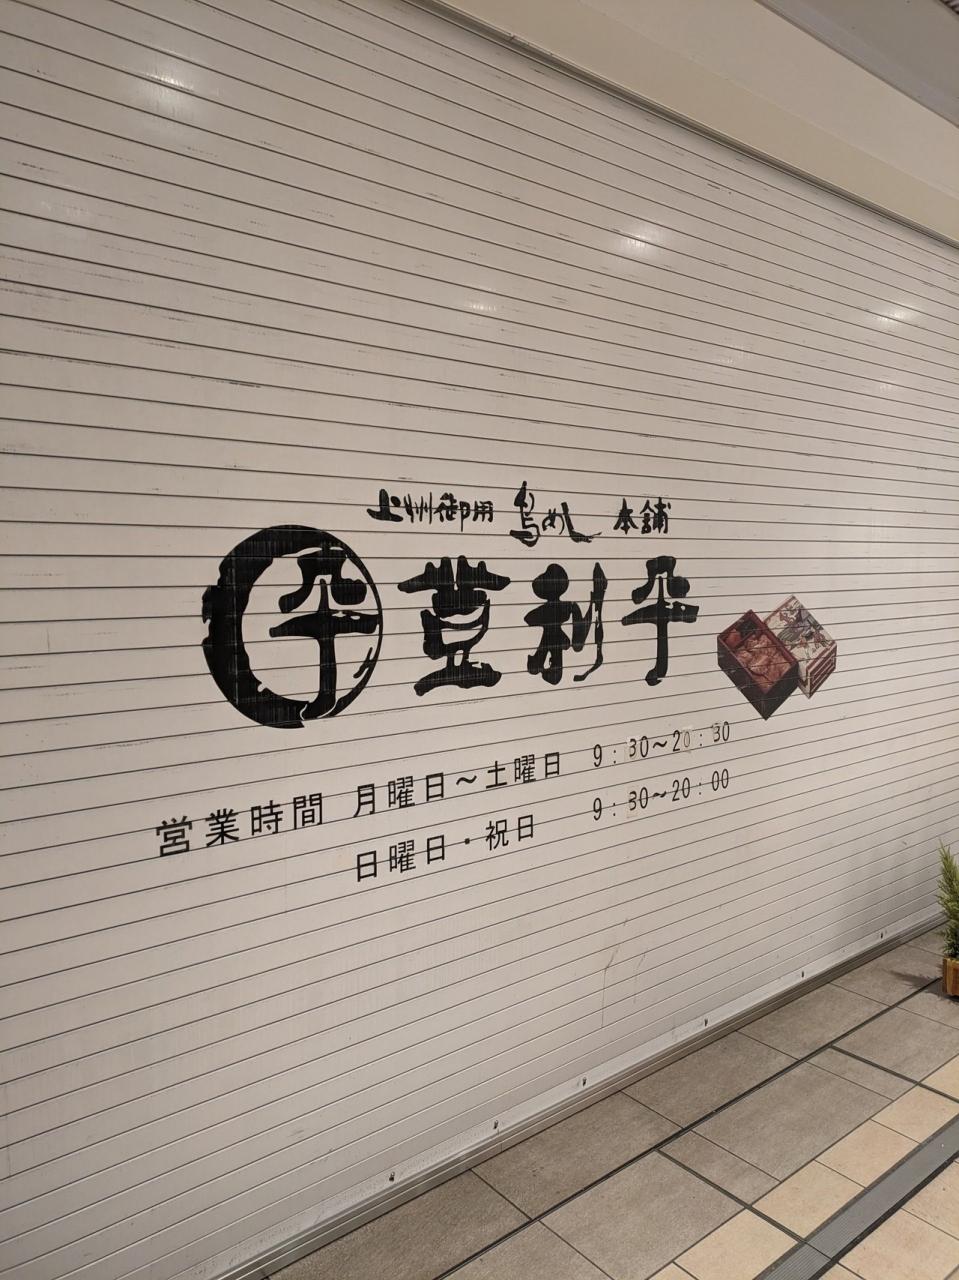 上州御用 鳥めし 本舗
平 登利平
営業時間 月曜日～土曜日 9:30～20:30
日曜日・祝日 9:30～20:00